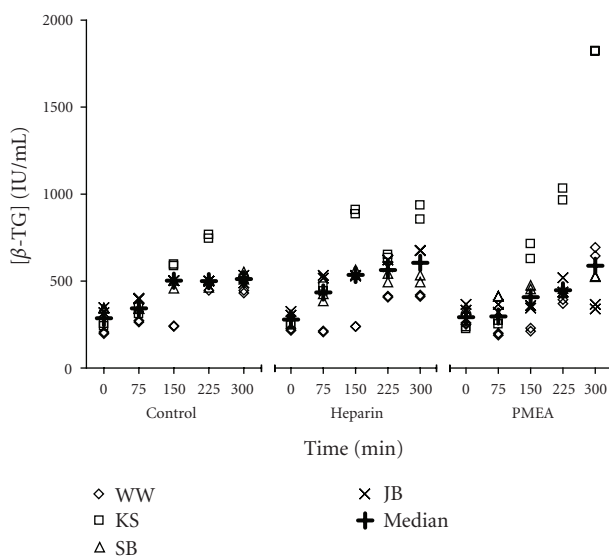 2000
1500
1000
500
0
[β-TG] (IU/mL)
0 75 150 225 300 0 75 150 225 300 0 75 150 225 300
Control Heparin PMEA
Time (min)
WW JB
KS Median
SB